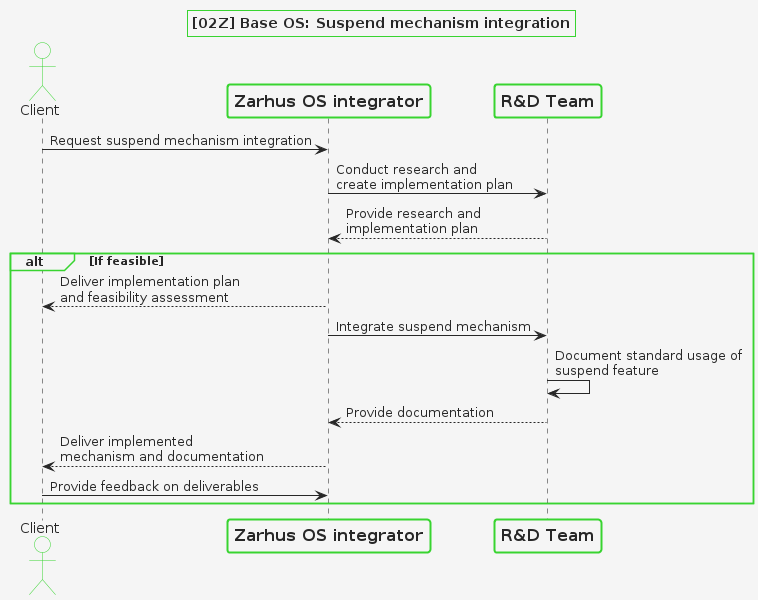 [02Z] Base OS: Suspend mechanism integration
Client
Zarhus OS integrator
R&D Team
Request suspend mechanism integration
Conduct research and
create implementation plan
Provide research and
implementation plan
alt
[If feasible]
Deliver implementation plan
and feasibility assessment
Integrate suspend mechanism
Document standard usage of
suspend feature
Provide documentation
Deliver implemented
mechanism and documentation
Provide feedback on deliverables
Client
Zarhus OS integrator
R&D Team